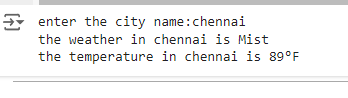 enter the city name:chennai
the weather in chennai is Mist
the temperature in chennai is 89°F